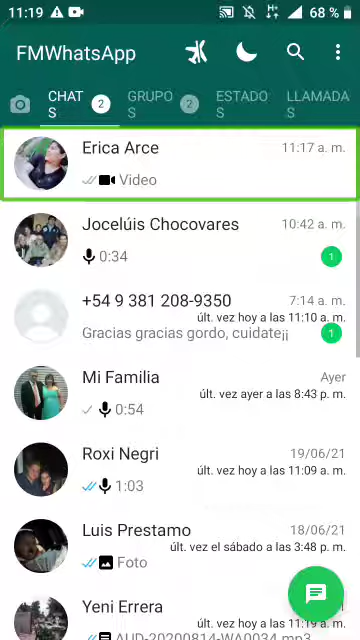 11:19 68 %
FMWhatsApp
CHATS 2 GRUPOS 2 ESTADOS LLAMADAS
Erica Arce 11:17 a. m.
Video
Jocelúis Chocovares 10:42 a. m.
0:34 1
+54 9 381 208-9350 7:14 a. m.
últ. vez hoy a las 11:10 a. m.
Gracias gracias gordo, cuidate¡¡ 1
Mi Familia Ayer
últ. vez ayer a las 8:43 p. m.
0:54
Roxi Negri 19/06/21
últ. vez hoy a las 11:09 a. m.
1:03
Luis Prestamo 18/06/21
últ. vez el sábado a las 3:48 p. m.
Foto
Yeni Errera
últ. vez hoy a las 11:19 a. m.
AUD-20200814-WA0034.mp3